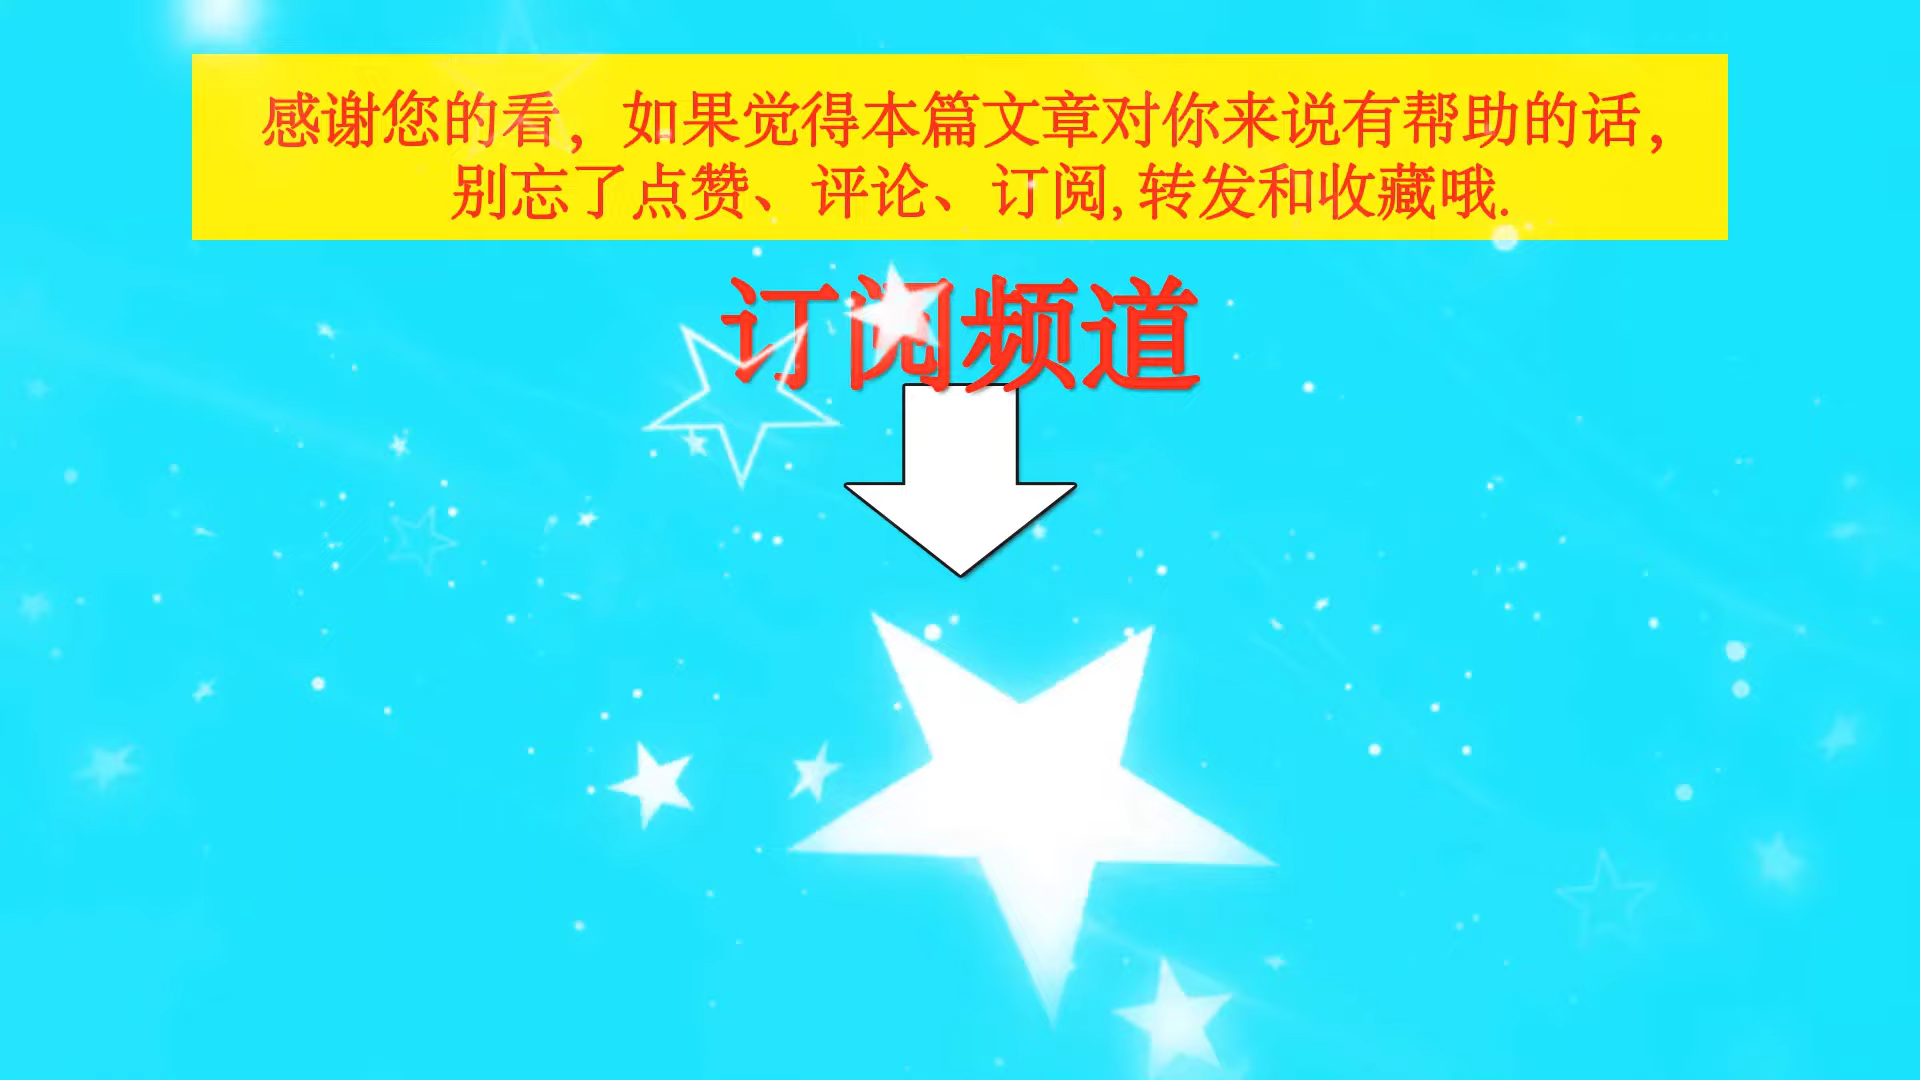 感谢您的看，如果觉得本篇文章对你来说有帮助的话，
别忘了点赞、评论、订阅,转发和收藏哦.
订阅频道